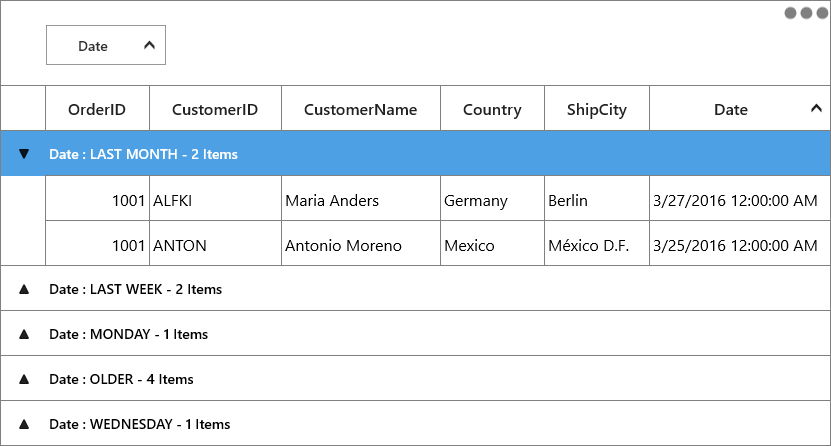 Date
OrderID CustomerID CustomerName Country ShipCity Date
Date : LAST MONTH - 2 Items
1001 ALFKI Maria Anders Germany Berlin 3/27/2016 12:00:00 AM
1001 ANTON Antonio Moreno Mexico México D.F. 3/25/2016 12:00:00 AM
Date : LAST WEEK - 2 Items
Date : MONDAY - 1 Items
Date : OLDER - 4 Items
Date : WEDNESDAY - 1 Items